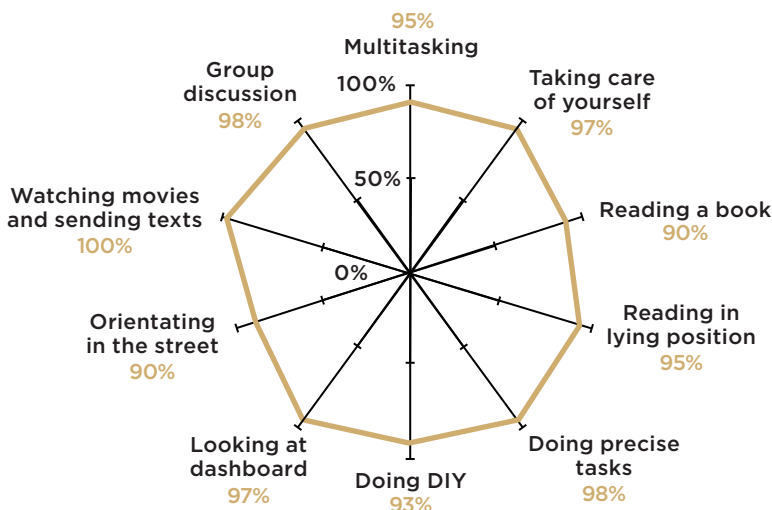 95%
Multitasking
Group
discussion
98%
100%
Taking care
of yourself
97%
Watching movies
and sending texts
100%
50%
Reading a book
90%
0%
Orientating
in the street
90%
Reading in
lying position
95%
Looking at
dashboard
97%
Doing DIY
93%
Doing precise
tasks
98%